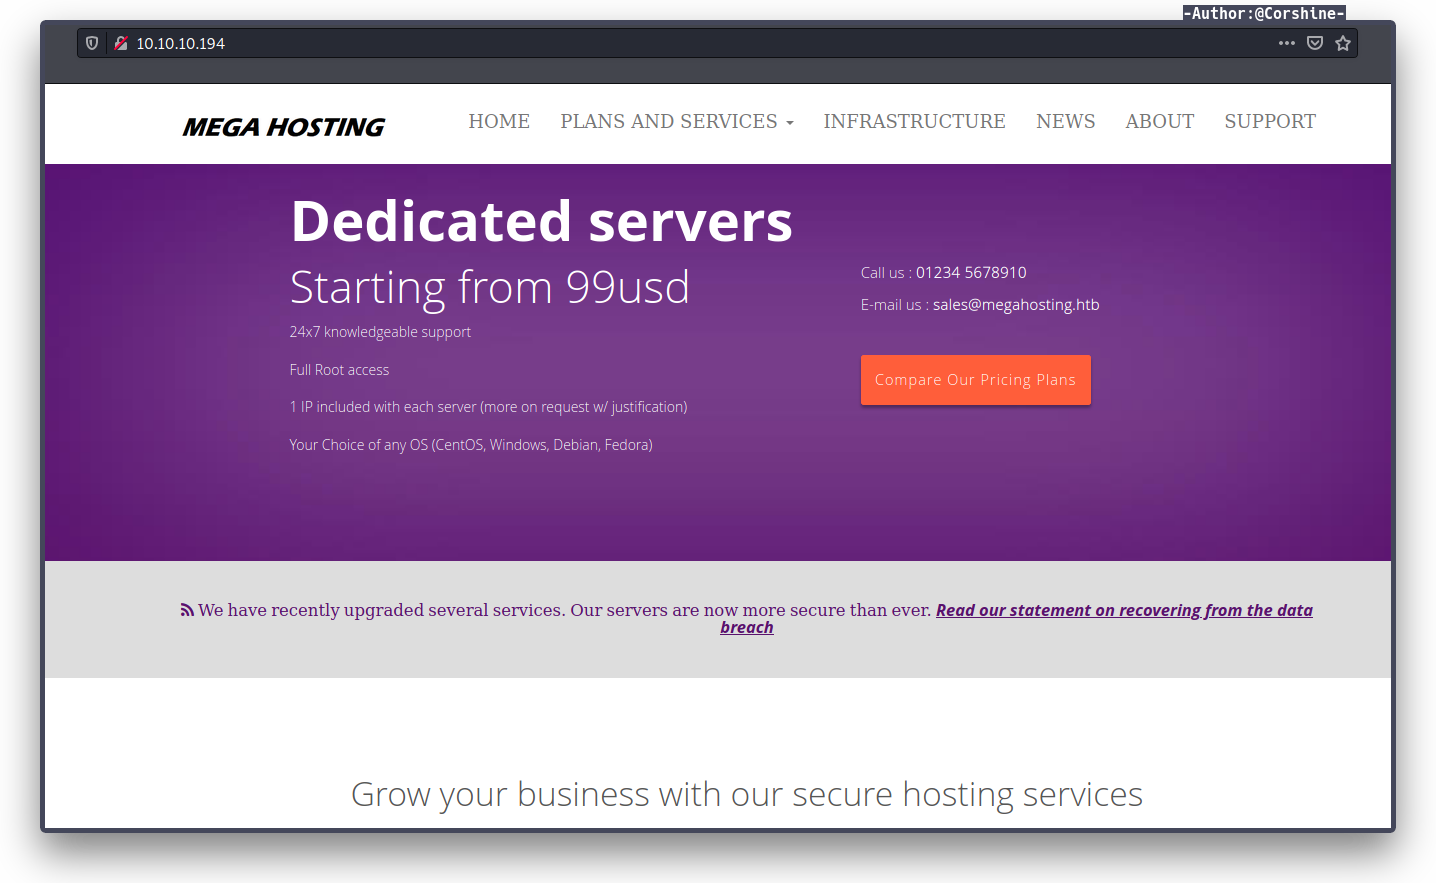 -Author:@Corshine-
10.10.10.194
MEGA HOSTING
HOME PLANS AND SERVICES INFRASTRUCTURE NEWS ABOUT SUPPORT
Dedicated servers
Starting from 99usd
24x7 knowledgeable support
Full Root access
1 IP included with each server (more on request w/ justification)
Your Choice of any OS (CentOS, Windows, Debian, Fedora)
Call us : 01234 5678910
E-mail us : sales@megahosting.htb
Compare Our Pricing Plans
We have recently upgraded several services. Our servers are now more secure than ever. Read our statement on recovering from the data
breach
Grow your business with our secure hosting services